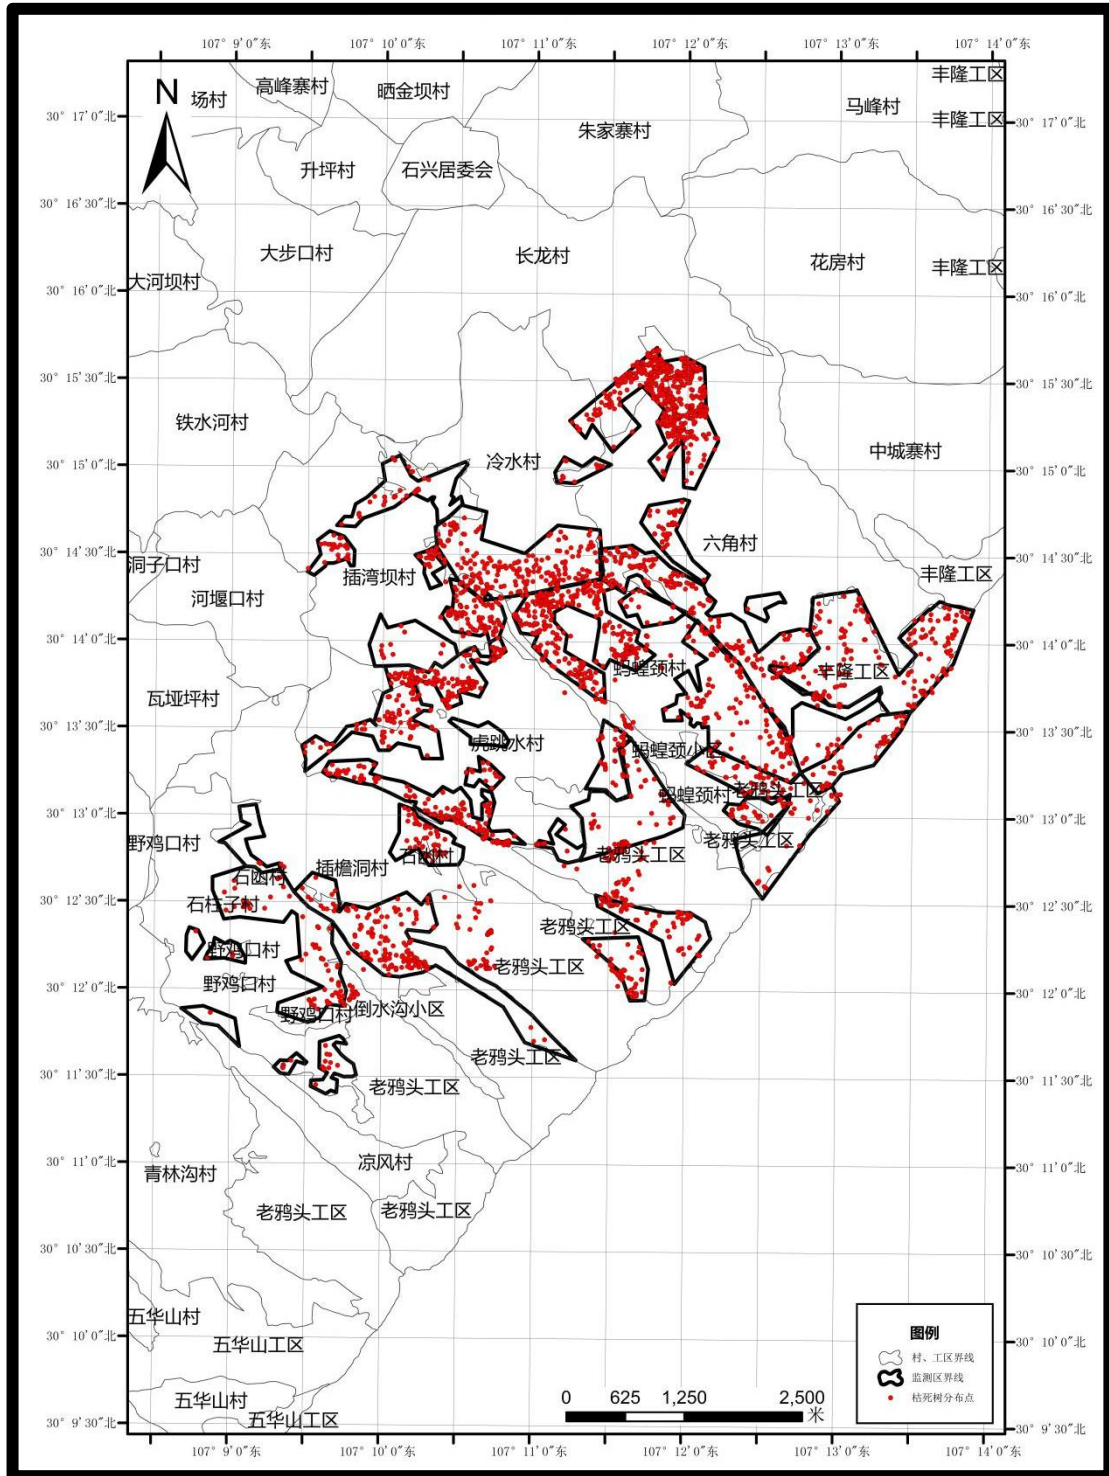 107° 9'0"东
107° 10'0"东
107° 11'0"东
107° 12'0"东
107° 13'0"东
107° 14'0"东
N
场村
高峰寨村
晒金坝村
丰隆工区
马峰村
丰隆工区
30° 17'0"北
30° 17'0"北
朱家寨村
升坪村
石兴居委会
30° 16'30"北
30° 16'30"北
大步口村
长龙村
花房村
丰隆工区
大河坝村
30° 16'0"北
30° 16'0"北
30° 15'30"北
30° 15'30"北
铁水河村
冷水村
中城寨村
30° 15'0"北
30° 15'0"北
六角村
30° 14'30"北
30° 14'30"北
洞子口村
插湾坝村
丰隆工区
河堰口村
30° 14'0"北
30° 14'0"北
蚂蝗颈村
丰隆工区
瓦垭坪村
30° 13'30"北
30° 13'30"北
虎跳水村
蚂蝗颈小区
蚂蝗颈村
老鸦头工区
30° 13'0"北
30° 13'0"北
野鸡口村
老鸦头工区
石凼村
老鸦头工区
插檐洞村
石凼村
30° 12'30"北
30° 12'30"北
石柱子村
老鸦头工区
野鸡口村
老鸦头工区
野鸡口村
30° 12'0"北
30° 12'0"北
野鸡口村
倒水沟小区
老鸦头工区
30° 11'30"北
30° 11'30"北
老鸦头工区
凉风村
30° 11'0"北
30° 11'0"北
青林沟村
老鸦头工区
老鸦头工区
30° 10'30"北
30° 10'30"北
五华山村
30° 10'0"北
30° 10'0"北
五华山工区
图例
村、工区界线
监测区界线
枯死树分布点
五华山村
五华山工区
0 625 1,250 2,500
米
30° 9'30"北
30° 9'30"北
107° 9'0"东
107° 10'0"东
107° 11'0"东
107° 12'0"东
107° 13'0"东
107° 14'0"东